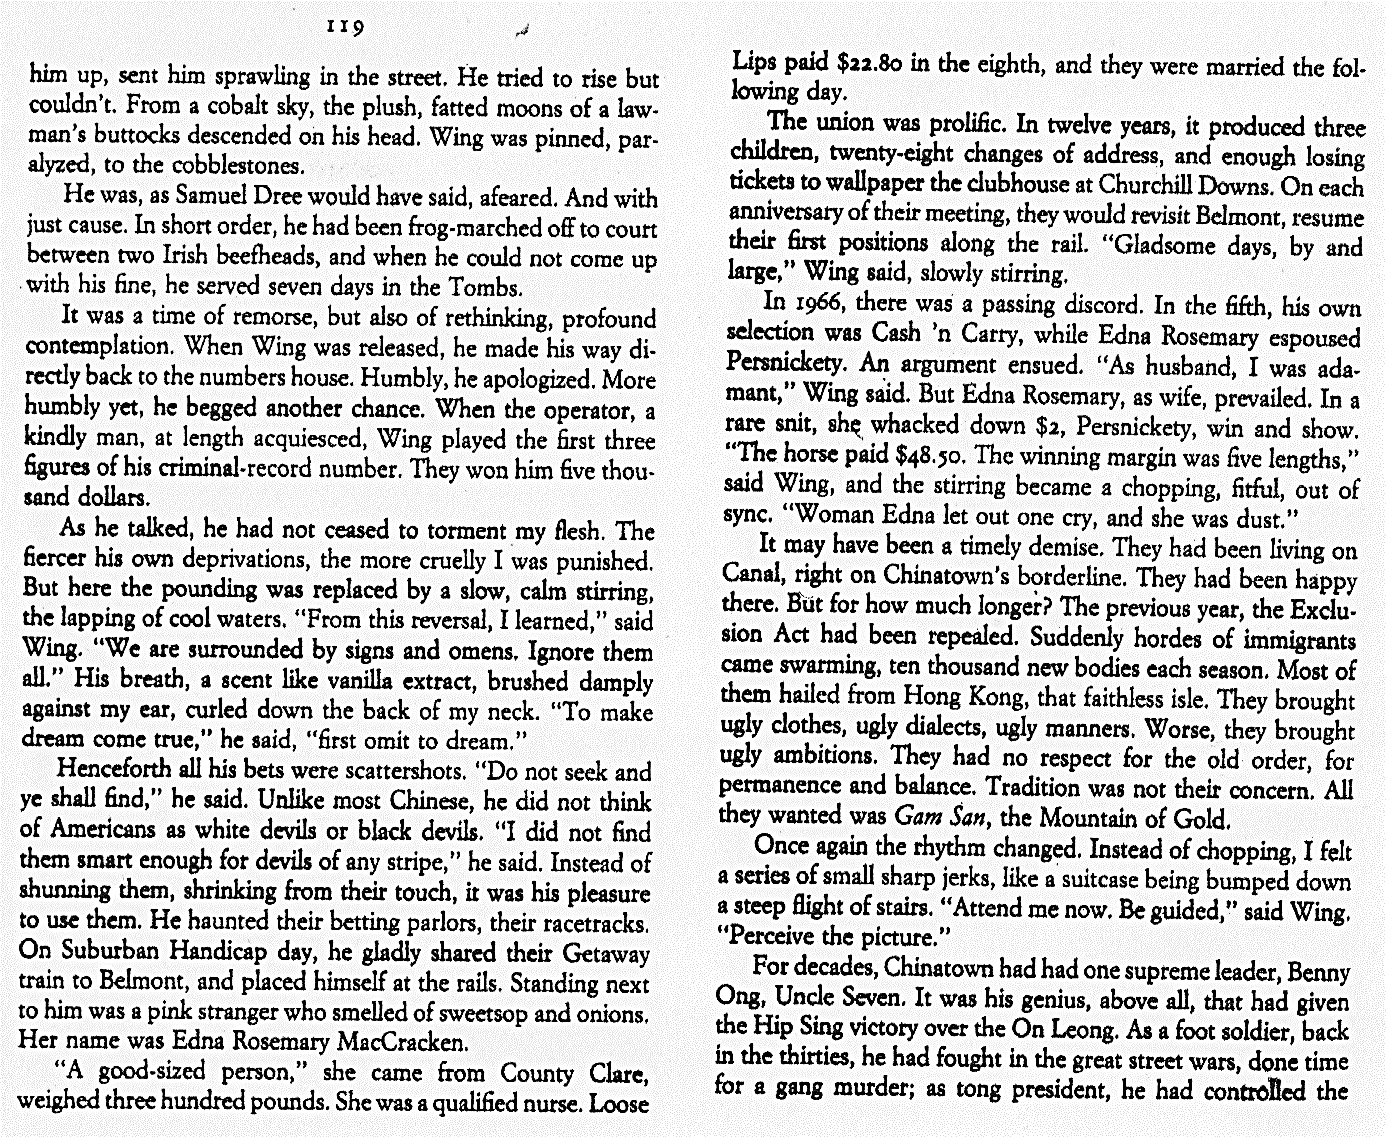 119
him up, sent him sprawling in the street. He tried to rise but
couldn't. From a cobalt sky, the plush, fatted moons of a law-
man's buttocks descended on his head. Wing was pinned, par-
alyzed, to the cobblestones.
He was, as Samuel Dree would have said, afeared. And with
just cause. In short order, he had been frog-marched off to court
between two Irish beefheads, and when he could not come up
with his fine, he served seven days in the Tombs.
It was a time of remorse, but also of rethinking, profound
contemplation. When Wing was released, he made his way di-
rectly back to the numbers house. Humbly, he apologized. More
humbly yet, he begged another chance. When the operator, a
kindly man, at length acquiesced, Wing played the first three
figures of his criminal-record number. They won him five thou-
sand dollars.
As he talked, he had not ceased to torment my flesh. The
fiercer his own deprivations, the more cruelly I was punished.
But here the pounding was replaced by a slow, calm stirring,
the lapping of cool waters. "From this reversal, I learned," said
Wing. "We are surrounded by signs and omens. Ignore them
all." His breath, a scent like vanilla extract, brushed damply
against my ear, curled down the back of my neck. "To make
dream come true," he said, "first omit to dream."
Henceforth all his bets were scattershots. "Do not seek and
ye shall find," he said. Unlike most Chinese, he did not think
of Americans as white devils or black devils. "I did not find
them smart enough for devils of any stripe," he said. Instead of
shunning them, shrinking from their touch, it was his pleasure
to use them. He haunted their betting parlors, their racetracks.
On Suburban Handicap day, he gladly shared their Getaway
train to Belmont, and placed himself at the rails. Standing next
to him was a pink stranger who smelled of sweetsop and onions.
Her name was Edna Rosemary MacCracken.
"A good-sized person," she came from County Clare,
weighed three hundred pounds. She was a qualified nurse. Loose
Lips paid $22.80 in the eighth, and they were married the fol-
lowing day.
The union was prolific. In twelve years, it produced three
children, twenty-eight changes of address, and enough losing
tickets to wallpaper the clubhouse at Churchill Downs. On each
anniversary of their meeting, they would revisit Belmont, resume
their first positions along the rail. "Gladsome days, by and
large," Wing said, slowly stirring.
In 1966, there was a passing discord. In the fifth, his own
selection was Cash 'n Carry, while Edna Rosemary espoused
Persnickety. An argument ensued. "As husband, I was ada-
mant," Wing said. But Edna Rosemary, as wife, prevailed. In a
rare snit, she whacked down $2, Persnickety, win and show.
"The horse paid $48.50. The winning margin was five lengths,"
said Wing, and the stirring became a chopping, fitful, out of
sync. "Woman Edna let out one cry, and she was dust."
It may have been a timely demise. They had been living on
Canal, right on Chinatown's borderline. They had been happy
there. But for how much longer? The previous year, the Exclu-
sion Act had been repealed. Suddenly hordes of immigrants
came swarming, ten thousand new bodies each season. Most of
them hailed from Hong Kong, that faithless isle. They brought
ugly clothes, ugly dialects, ugly manners. Worse, they brought
ugly ambitions. They had no respect for the old order, for
permanence and balance. Tradition was not their concern. All
they wanted was Gam San, the Mountain of Gold.
Once again the rhythm changed. Instead of chopping, I felt
a series of small sharp jerks, like a suitcase being bumped down
a steep flight of stairs. "Attend me now. Be guided," said Wing.
"Perceive the picture."
For decades, Chinatown had had one supreme leader, Benny
Ong, Uncle Seven. It was his genius, above all, that had given
the Hip Sing victory over the On Leong. As a foot soldier, back
in the thirties, he had fought in the great street wars, done time
for a gang murder; as tong president, he had controlled the